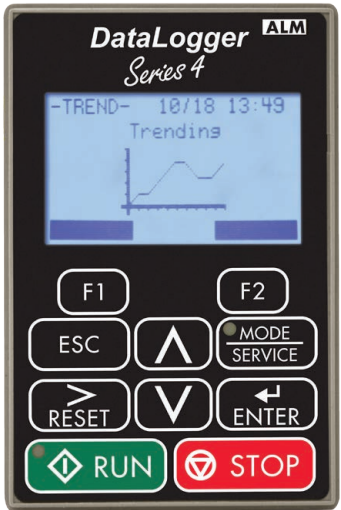 ALM
DataLogger
Series 4
-TREND- 10/18 13:49
Trending
F1 F2
ESC MODE
SERVICE
> RESET ENTER
RUN STOP